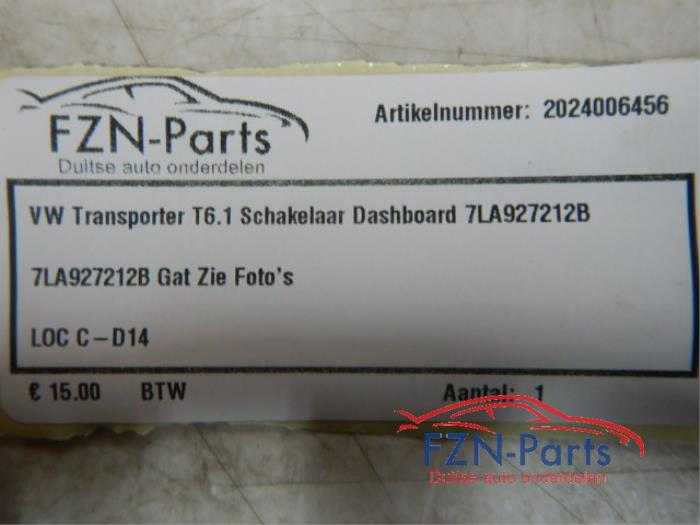 FZN-Parts
Duitse auto onderdelen
Artikelnummer: 2024006456
VW Transporter T6.1 Schakelaar Dashboard 7LA927212B
7LA927212B Gat Zie Foto's
LOC C-D14
€ 15.00 BTW Aantal: 1
FZN-Parts
Duitse auto onderdelen